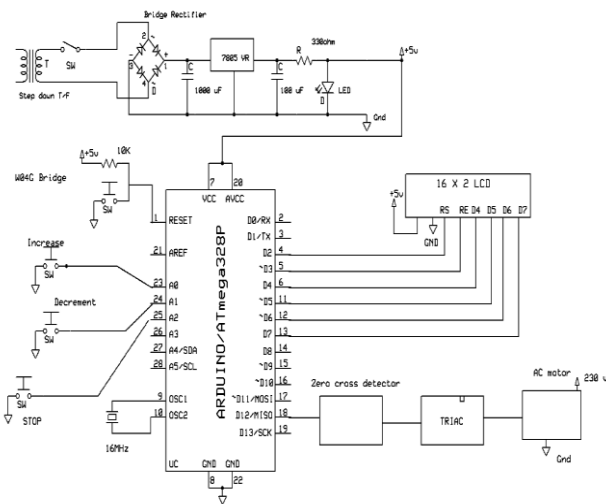 Bridge Rectifier
T
SW
Step down T/F
2
3
1
4
D
C
1000 uF
7805 VR
C
100 uF
R
330ohm
LED
D
+5v
Gnd
+5v
10K
W04G Bridge
SW
Increase
SW
Decrement
SW
STOP
SW
16MHz
7 20
VCC AVCC
1 RESET
21 AREF
23 A0
24 A1
25 A2
26 A3
27 A4/SDA
28 A5/SCL
9 OSC1
10 OSC2
UC
GND GND
8 22
ARDUINO/ATmega328P
D0/RX 2
D1/TX 3
D2 4
~D3 5
D4 6
~D5 11
~D6 12
D7 13
D8 14
~D9 15
~D10 16
~D11/MOSI 17
D12/MISO 18
D13/SCK 19
16 X 2 LCD
+5v
GND
RS RE D4 D5 D6 D7
Zero cross detector
TRIAC
AC motor
230 v
Gnd